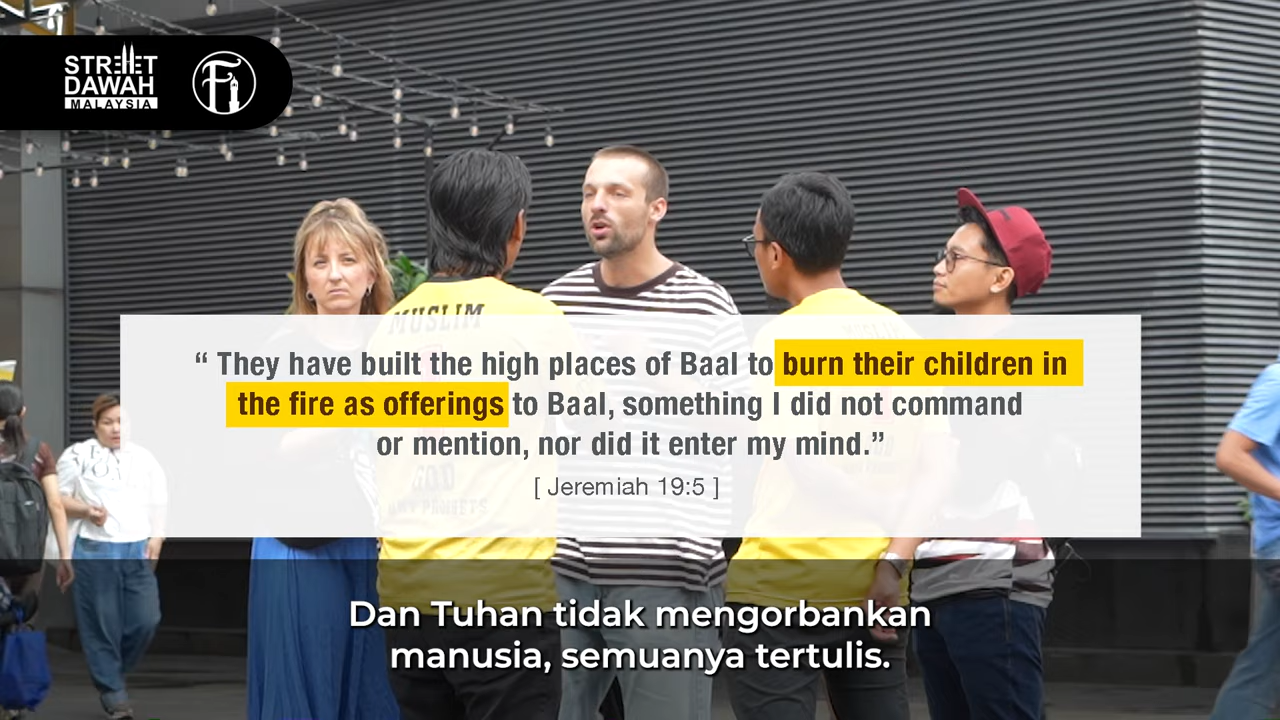 STREET
DAWAH
MALAYSIA
“ They have built the high places of Baal to burn their children in
the fire as offerings to Baal, something I did not command
or mention, nor did it enter my mind.”
[ Jeremiah 19:5 ]
MUSLIM
GOD
Dan Tuhan tidak mengorbankan
manusia, semuanya tertulis.